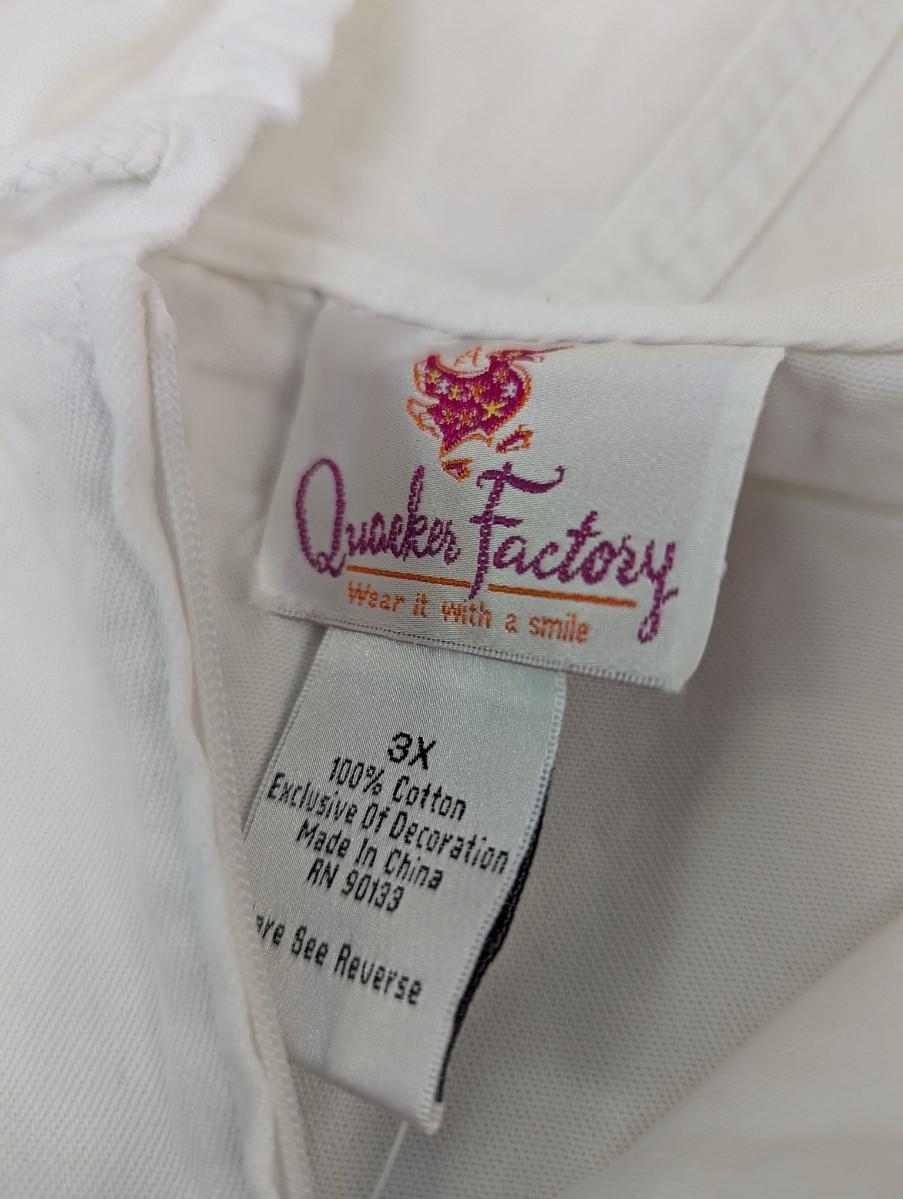 Quacker Factory
Wear it with a smile
3X
100% Cotton
Exclusive Of Decoration
Made In China
RN 90133
See Reverse